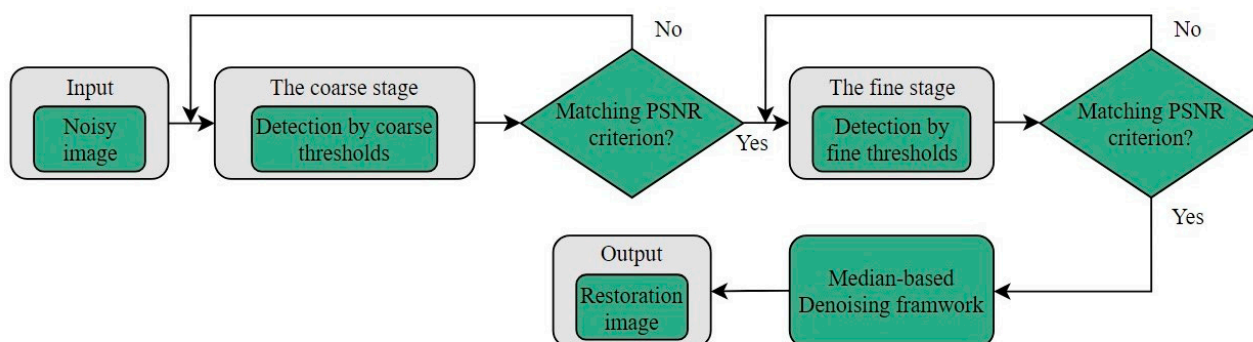 No
No
Input
Noisy
image
The coarse stage
Detection by coarse
thresholds
Matching PSNR
criterion?
Yes
The fine stage
Detection by
fine thresholds
Matching PSNR
criterion?
Yes
Output
Restoration
image
Median-based
Denoising framwork